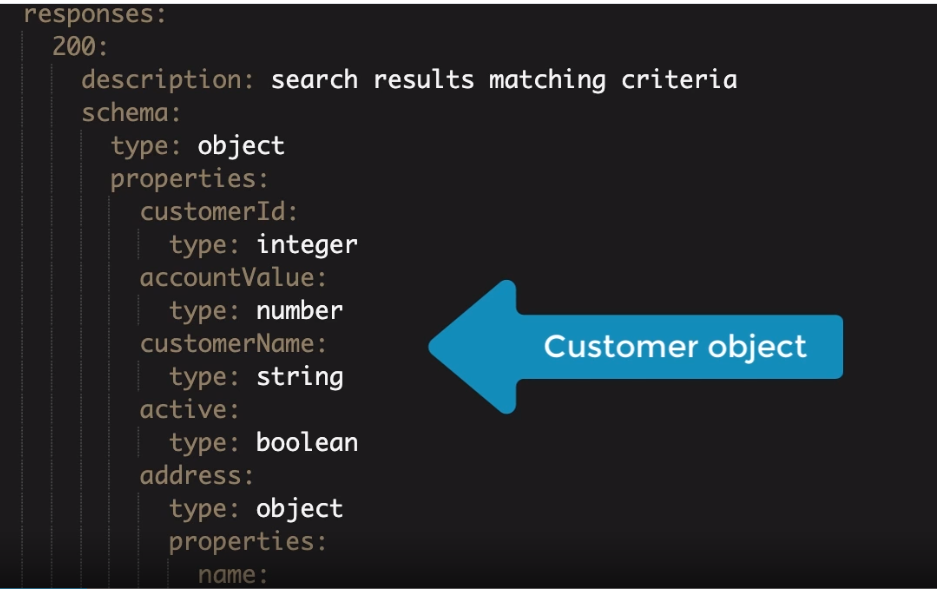 responses:
200:
description: search results matching criteria
schema:
type: object
properties:
customerId:
type: integer
accountValue:
type: number
customerName:
type: string
active:
type: boolean
address:
type: object
properties:
name:
Customer object